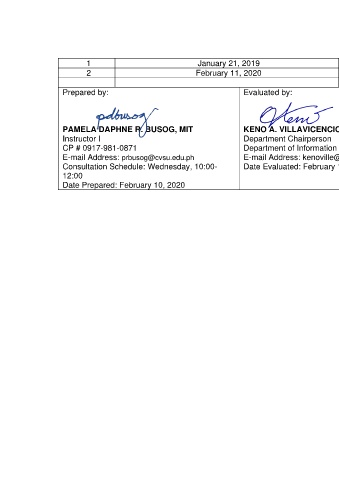 1 January 21, 2019
2 February 11, 2020
Prepared by:
pdbusog
PAMELA DAPHNE R. BUSOG, MIT
Instructor I
CP # 0917-981-0871
E-mail Address: prbusog@cvsu.edu.ph
Consultation Schedule: Wednesday, 10:00-
12:00
Date Prepared: February 10, 2020
Evaluated by:
KENO A. VILLAVICENCIO
Department Chairperson
Department of Information
E-mail Address: kenoville@
Date Evaluated: February